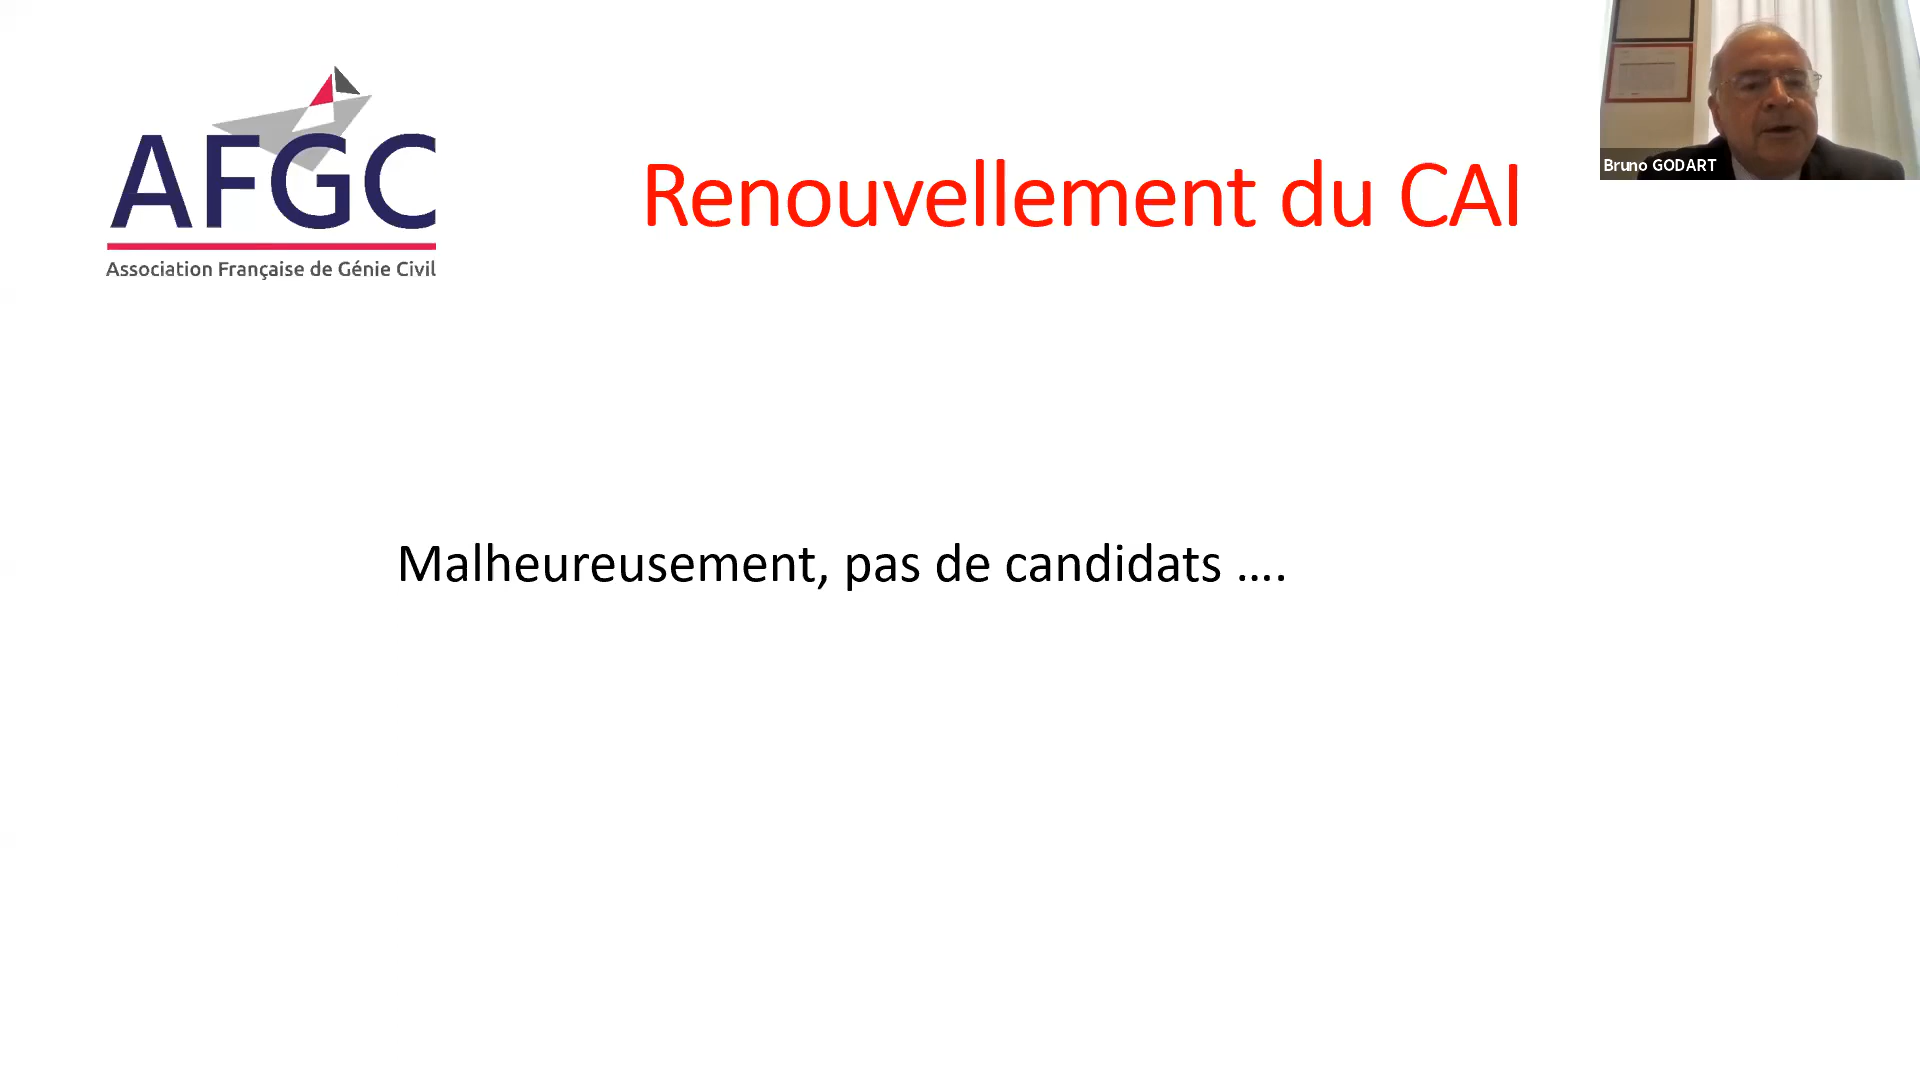 AFGC
Association Française de Génie Civil
Renouvellement du CAI
Bruno GODART
Malheureusement, pas de candidats ....